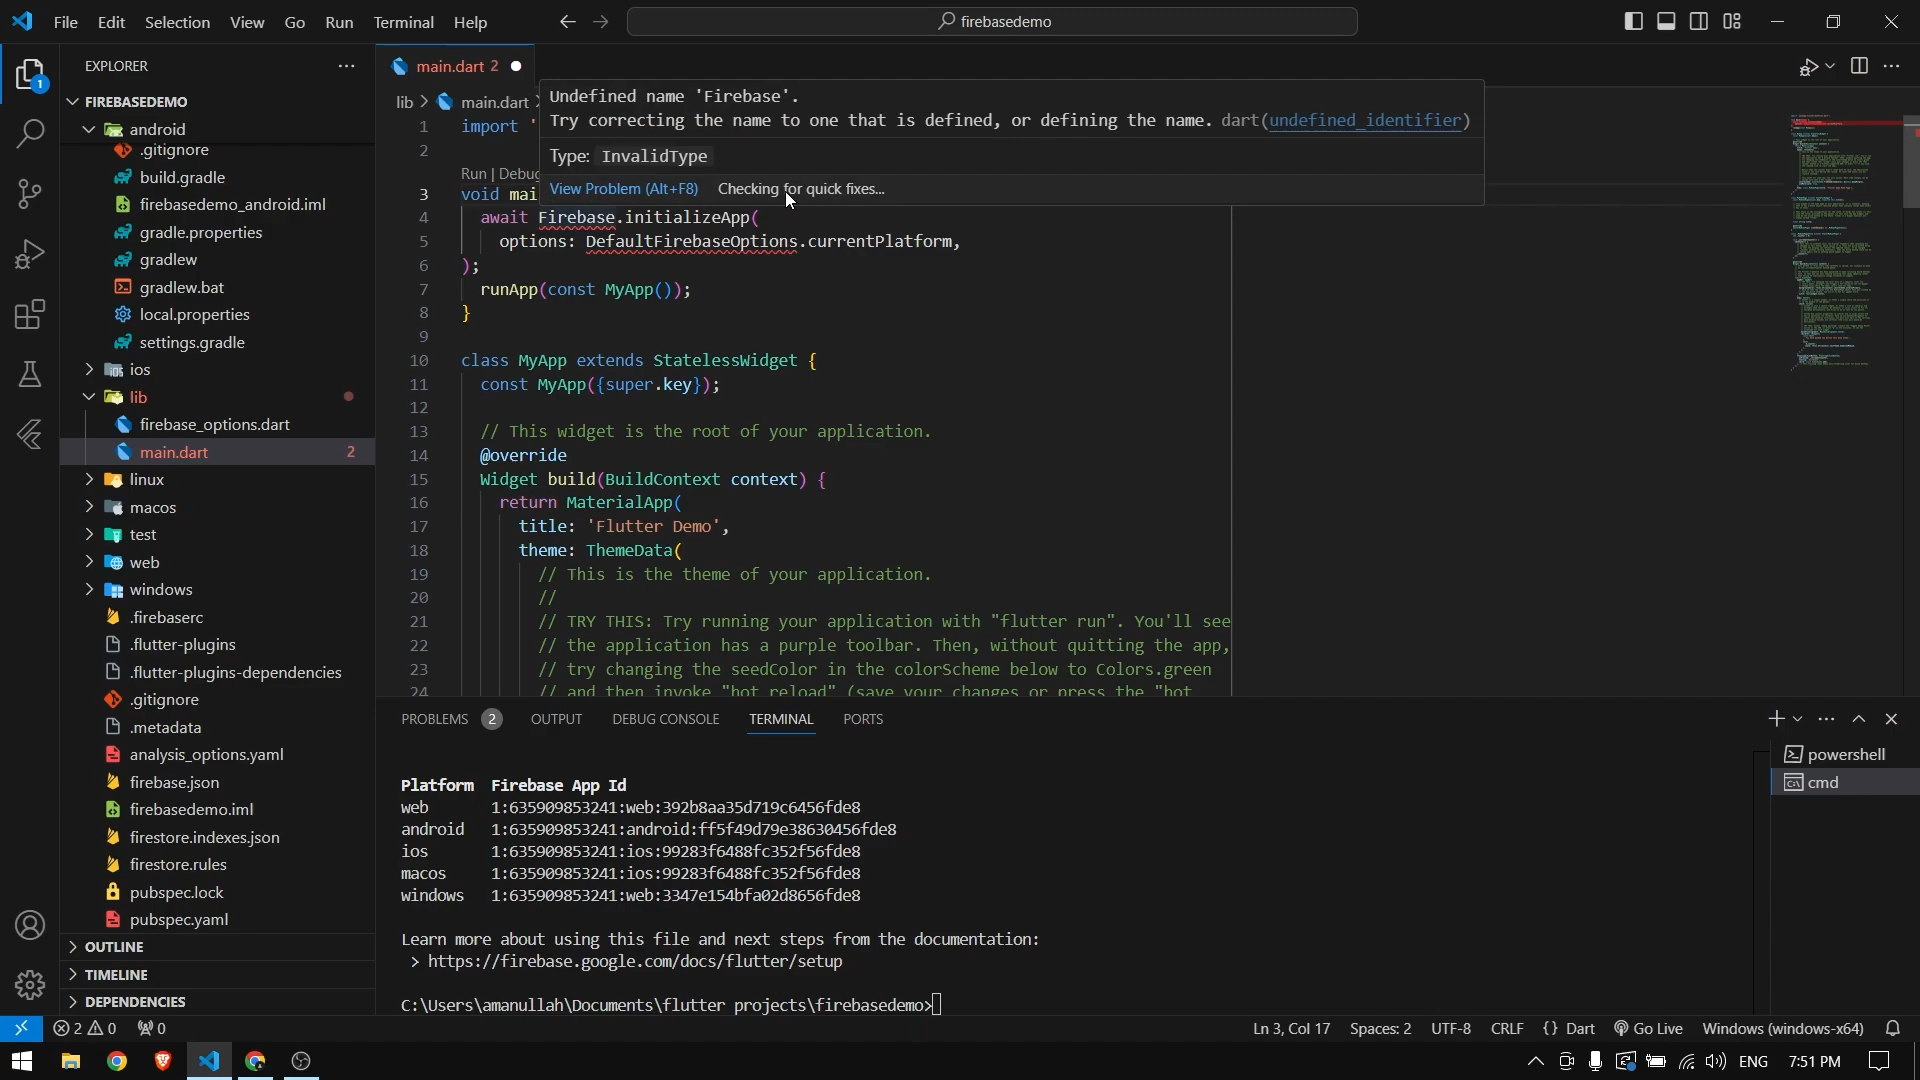 File Edit Selection View Go Run Terminal Help
firebasedemo
1
EXPLORER
FIREBASEDEMO
android
.gitignore
build.gradle
firebasedemo_android.iml
gradle.properties
gradlew
gradlew.bat
local.properties
settings.gradle
ios
lib
firebase_options.dart
main.dart 2
linux
macos
test
web
windows
.firebaserc
.flutter-plugins
.flutter-plugins-dependencies
.gitignore
.metadata
analysis_options.yaml
firebase.json
firebasedemo.iml
firestore.indexes.json
firestore.rules
pubspec.lock
pubspec.yaml
OUTLINE
TIMELINE
DEPENDENCIES
main.dart 2
lib > main.dart
Undefined name 'Firebase'.
Try correcting the name to one that is defined, or defining the name. dart(undefined_identifier)
Type: InvalidType
View Problem (Alt+F8) Checking for quick fixes...
1 import '
2
Run | Debug
3 void mai
4 await Firebase.initializeApp(
5 options: DefaultFirebaseOptions.currentPlatform,
6 );
7 runApp(const MyApp());
8 }
9
10 class MyApp extends StatelessWidget {
11 const MyApp({super.key});
12
13 // This widget is the root of your application.
14 @override
15 Widget build(BuildContext context) {
16 return MaterialApp(
17 title: 'Flutter Demo',
18 theme: ThemeData(
19 // This is the theme of your application.
20 //
21 // TRY THIS: Try running your application with "flutter run". You'll see
22 // the application has a purple toolbar. Then, without quitting the app,
23 // try changing the seedColor in the colorScheme below to Colors.green
24 // and then invoke "hot reload" (save your changes or press the "hot
PROBLEMS 2 OUTPUT DEBUG CONSOLE TERMINAL PORTS
powershell
cmd
Platform Firebase App Id
web 1:635909853241:web:392b8aa35d719c6456fde8
android 1:635909853241:android:ff5f49d79e38630456fde8
ios 1:635909853241:ios:99283f6488fc352f56fde8
macos 1:635909853241:ios:99283f6488fc352f56fde8
windows 1:635909853241:web:3347e154bfa02d8656fde8
Learn more about using this file and next steps from the documentation:
> https://firebase.google.com/docs/flutter/setup
C:\Users\amanullah\Documents\flutter projects\firebasedemo>
2 0 0 Ln 3, Col 17 Spaces: 2 UTF-8 CRLF {} Dart Go Live Windows (windows-x64)
ENG 7:51 PM